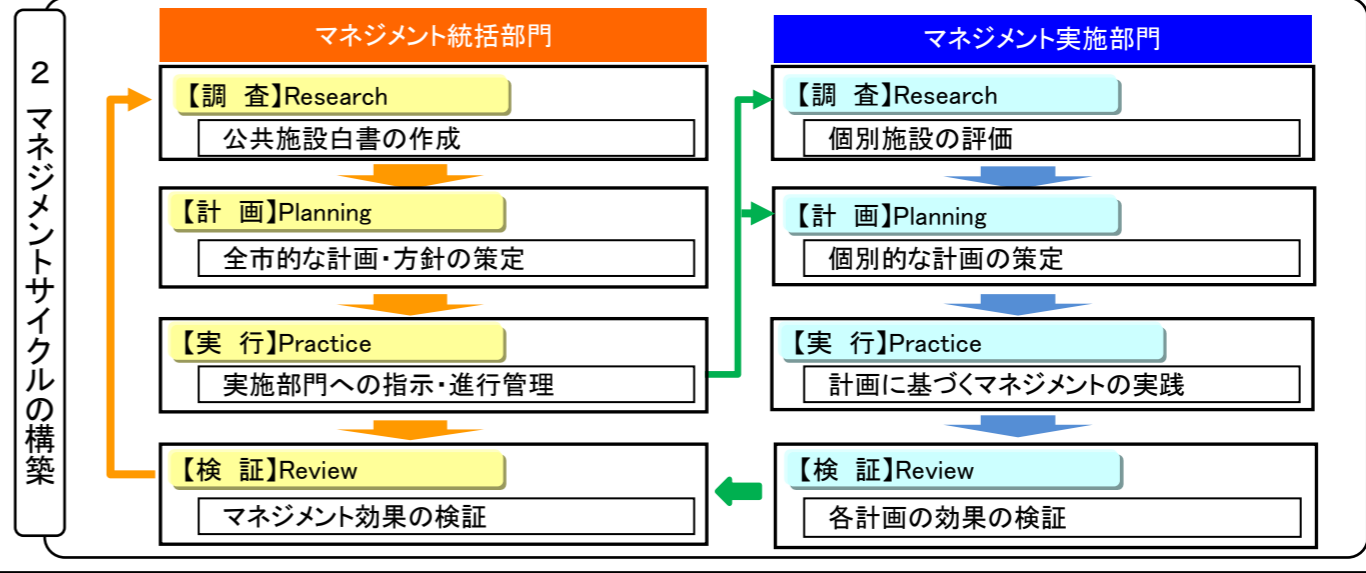 2 マネジメントサイクルの構築
マネジメント統括部門
【調 査】Research
公共施設白書の作成
【計 画】Planning
全市的な計画・方針の策定
【実 行】Practice
実施部門への指示・進行管理
【検 証】Review
マネジメント効果の検証
マネジメント実施部門
【調 査】Research
個別施設の評価
【計 画】Planning
個別的な計画の策定
【実 行】Practice
計画に基づくマネジメントの実践
【検 証】Review
各計画の効果の検証